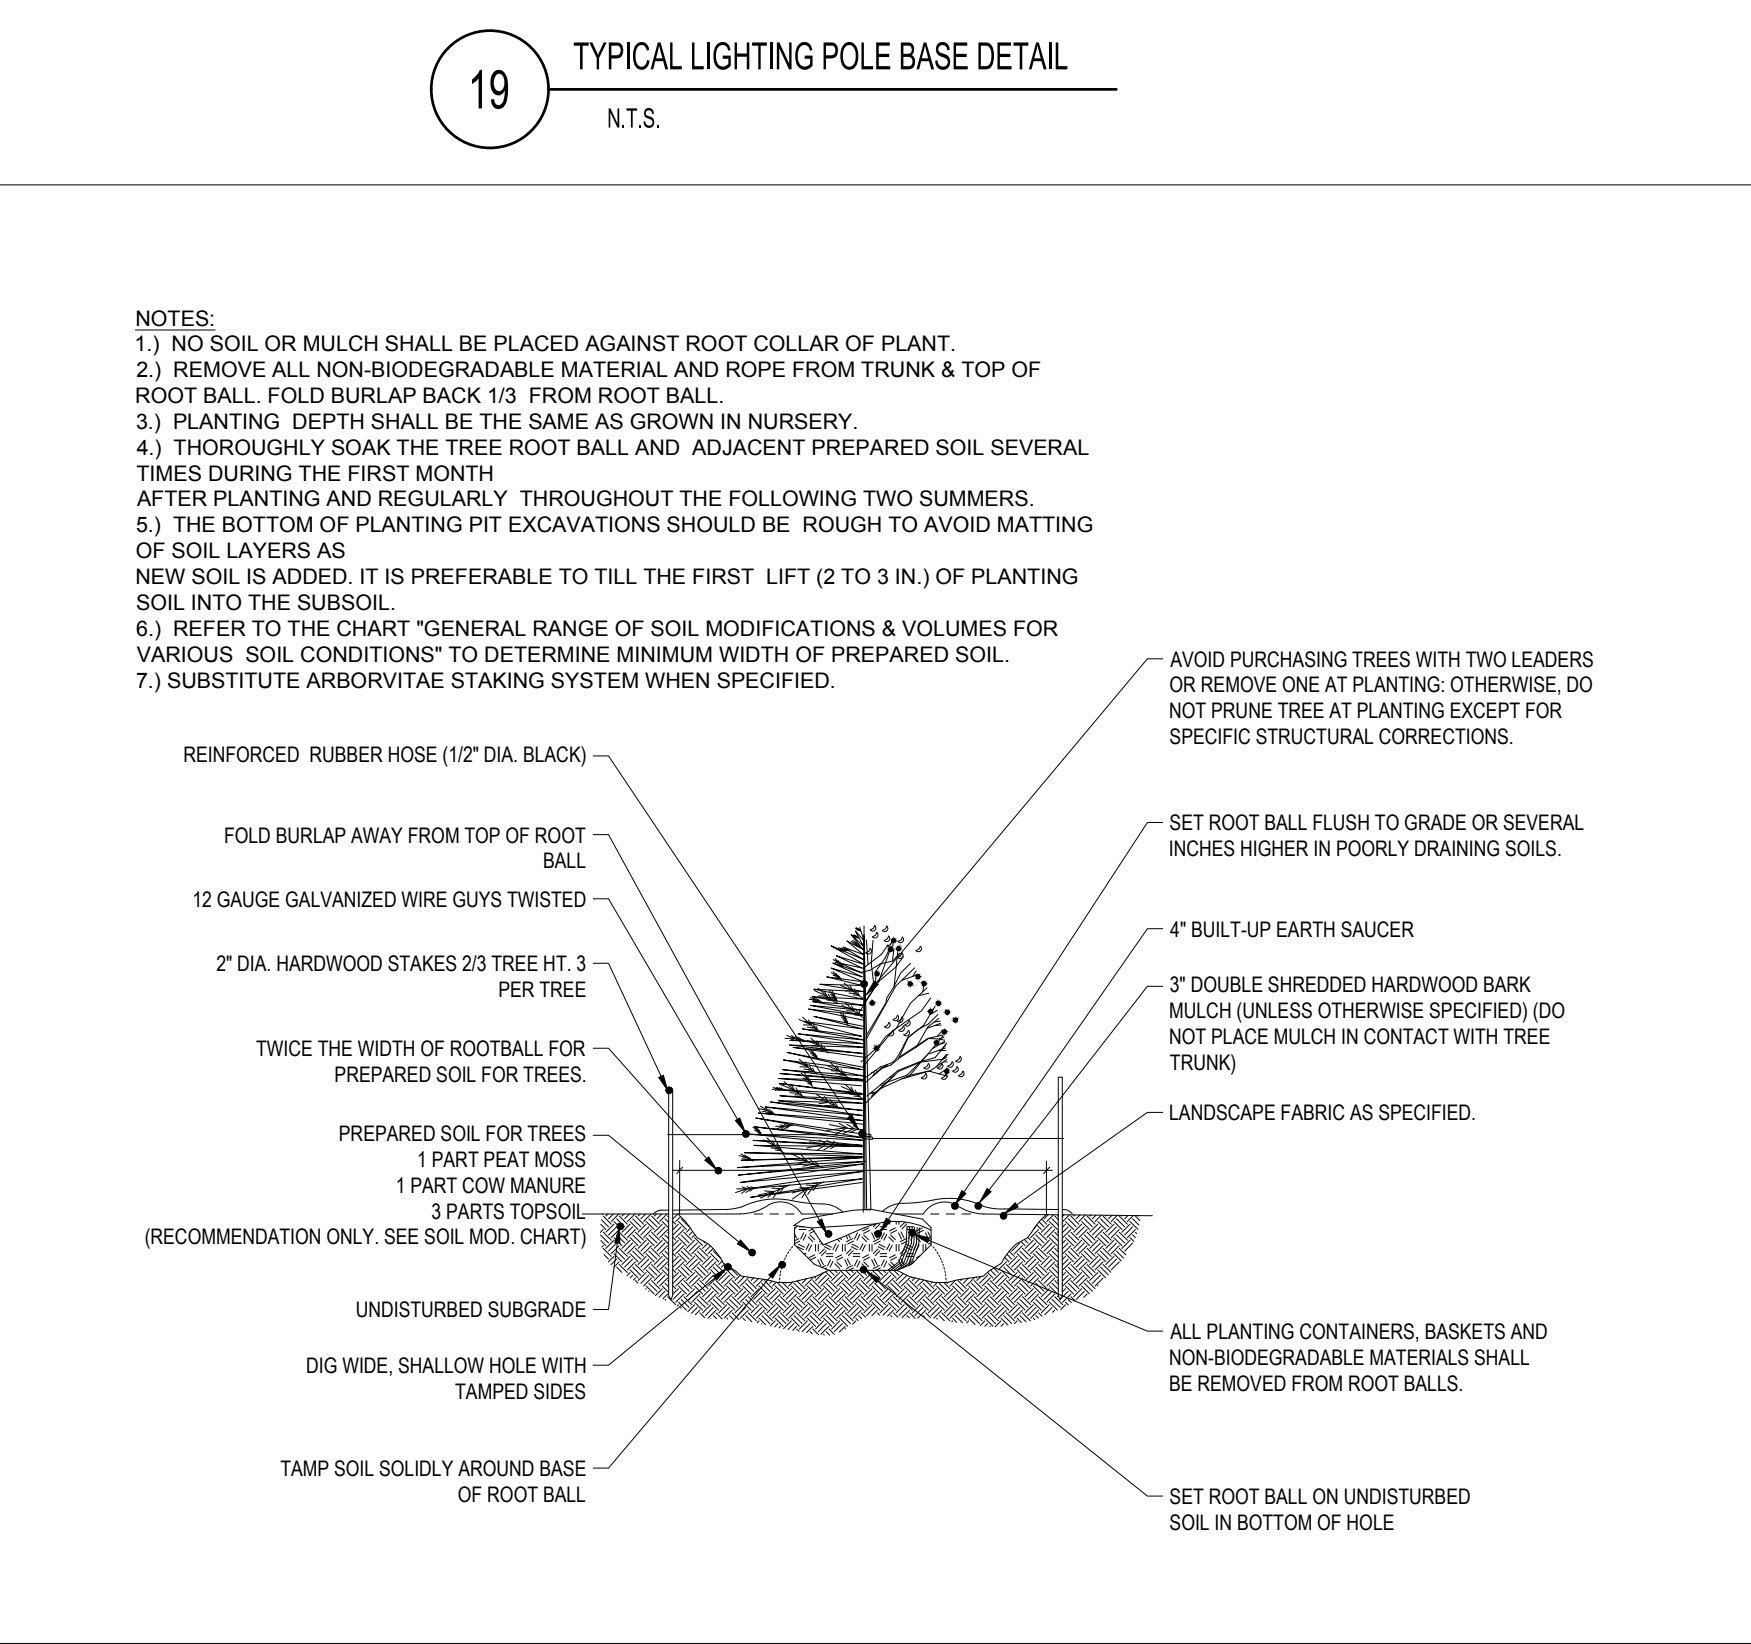 19
TYPICAL LIGHTING POLE BASE DETAIL
N.T.S.
NOTES:
1.) NO SOIL OR MULCH SHALL BE PLACED AGAINST ROOT COLLAR OF PLANT.
2.) REMOVE ALL NON-BIODEGRADABLE MATERIAL AND ROPE FROM TRUNK & TOP OF
ROOT BALL. FOLD BURLAP BACK 1/3 FROM ROOT BALL.
3.) PLANTING DEPTH SHALL BE THE SAME AS GROWN IN NURSERY.
4.) THOROUGHLY SOAK THE TREE ROOT BALL AND ADJACENT PREPARED SOIL SEVERAL
TIMES DURING THE FIRST MONTH
AFTER PLANTING AND REGULARLY THROUGHOUT THE FOLLOWING TWO SUMMERS.
5.) THE BOTTOM OF PLANTING PIT EXCAVATIONS SHOULD BE ROUGH TO AVOID MATTING
OF SOIL LAYERS AS
NEW SOIL IS ADDED. IT IS PREFERABLE TO TILL THE FIRST LIFT (2 TO 3 IN.) OF PLANTING
SOIL INTO THE SUBSOIL.
6.) REFER TO THE CHART "GENERAL RANGE OF SOIL MODIFICATIONS & VOLUMES FOR
VARIOUS SOIL CONDITIONS" TO DETERMINE MINIMUM WIDTH OF PREPARED SOIL.
7.) SUBSTITUTE ARBORVITAE STAKING SYSTEM WHEN SPECIFIED.
REINFORCED RUBBER HOSE (1/2" DIA. BLACK)
FOLD BURLAP AWAY FROM TOP OF ROOT
BALL
12 GAUGE GALVANIZED WIRE GUYS TWISTED
2" DIA. HARDWOOD STAKES 2/3 TREE HT. 3
PER TREE
TWICE THE WIDTH OF ROOTBALL FOR
PREPARED SOIL FOR TREES.
PREPARED SOIL FOR TREES
1 PART PEAT MOSS
1 PART COW MANURE
3 PARTS TOPSOIL
(RECOMMENDATION ONLY. SEE SOIL MOD. CHART)
UNDISTURBED SUBGRADE
DIG WIDE, SHALLOW HOLE WITH
TAMPED SIDES
TAMP SOIL SOLIDLY AROUND BASE
OF ROOT BALL
AVOID PURCHASING TREES WITH TWO LEADERS
OR REMOVE ONE AT PLANTING: OTHERWISE, DO
NOT PRUNE TREE AT PLANTING EXCEPT FOR
SPECIFIC STRUCTURAL CORRECTIONS.
SET ROOT BALL FLUSH TO GRADE OR SEVERAL
INCHES HIGHER IN POORLY DRAINING SOILS.
4" BUILT-UP EARTH SAUCER
3" DOUBLE SHREDDED HARDWOOD BARK
MULCH (UNLESS OTHERWISE SPECIFIED) (DO
NOT PLACE MULCH IN CONTACT WITH TREE
TRUNK)
LANDSCAPE FABRIC AS SPECIFIED.
ALL PLANTING CONTAINERS, BASKETS AND
NON-BIODEGRADABLE MATERIALS SHALL
BE REMOVED FROM ROOT BALLS.
SET ROOT BALL ON UNDISTURBED
SOIL IN BOTTOM OF HOLE